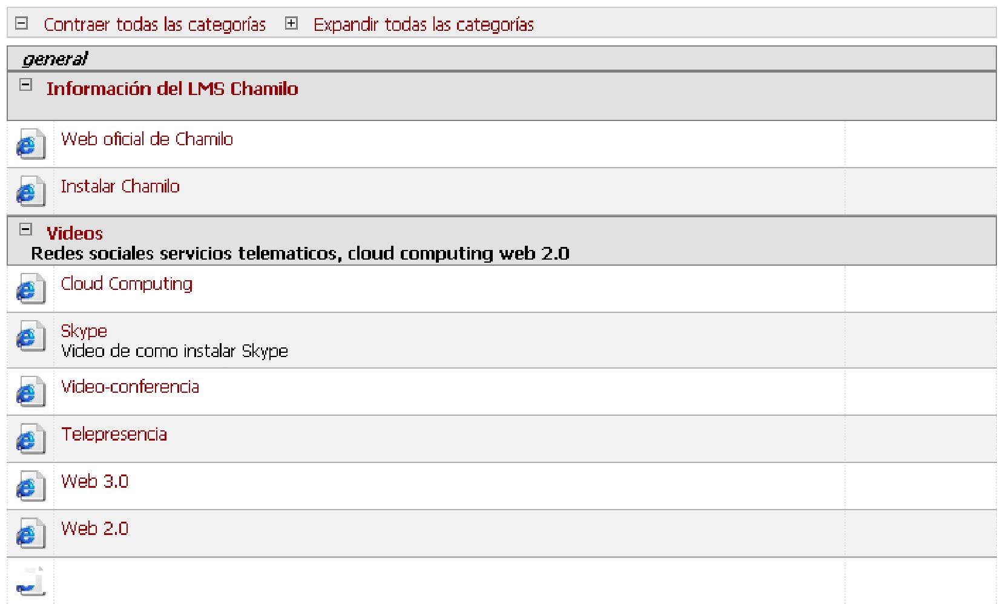 Contraer todas las categorías Expandir todas las categorías
general
Información del LMS Chamilo
Web oficial de Chamilo
Instalar Chamilo
Videos
Redes sociales servicios telematicos, cloud computing web 2.0
Cloud Computing
Skype
Video de como instalar Skype
Video-conferencia
Telepresencia
Web 3.0
Web 2.0